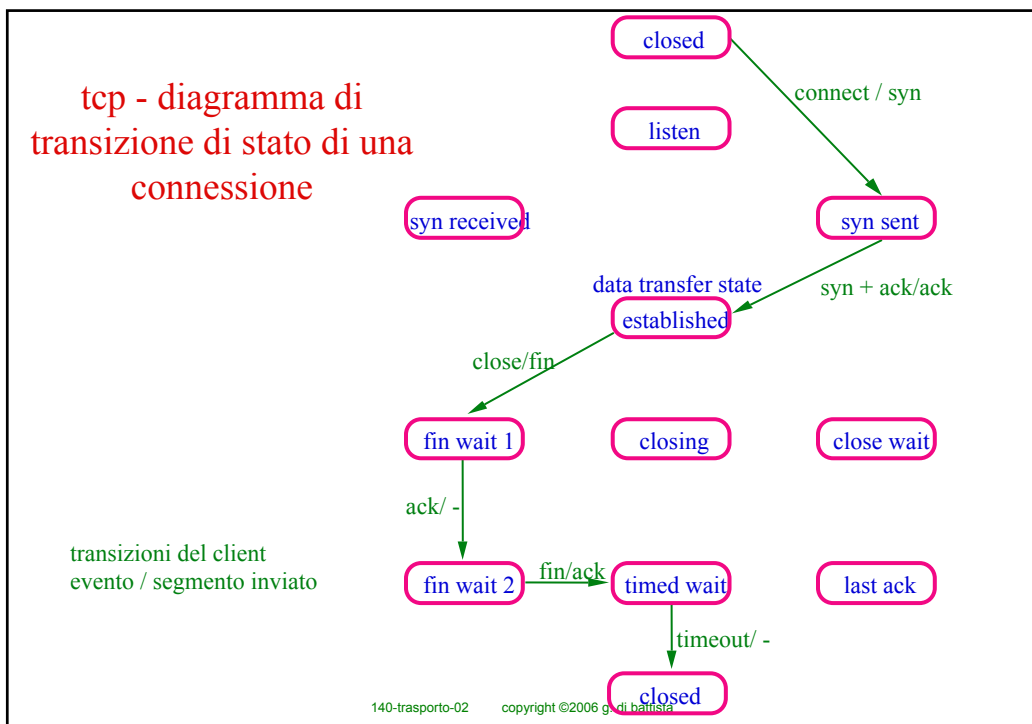 closed
tcp - diagramma di
transizione di stato di una
connessione
connect / syn
listen
syn received
syn sent
data transfer state
syn + ack/ack
established
close/fin
fin wait 1
closing
close wait
ack/ -
transizioni del client
evento / segmento inviato
fin wait 2
fin/ack
timed wait
last ack
timeout/ -
closed
140-trasporto-02 copyright ©2006 g. di battista